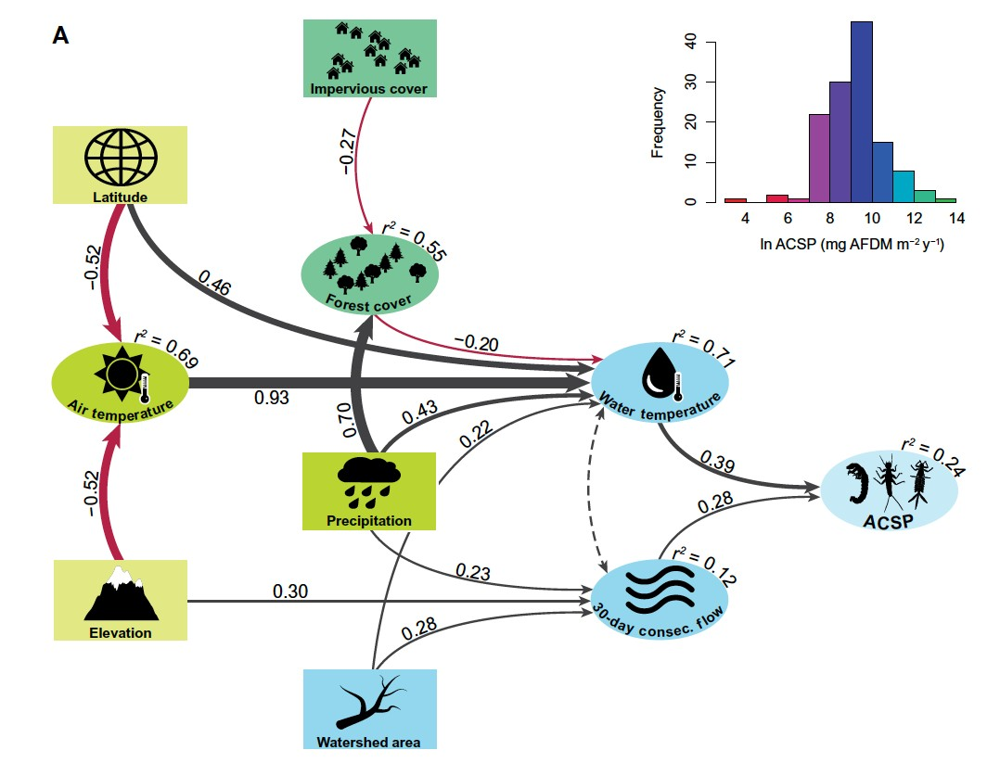 A
Impervious cover
−0.27
Latitude
r² = 0.55
Forest cover
−0.52
0.46
−0.20
r² = 0.69
Air temperature
0.93
0.70
0.43
0.22
r² = 0.71
Water temperature
0.39
r² = 0.24
ACSP
0.28
Precipitation
−0.52
0.23
0.30
0.28
r² = 0.12
30-day consec. flow
Elevation
Watershed area
Frequency
40
30
20
10
0
4 6 8 10 12 14
ln ACSP (mg AFDM m⁻² y⁻¹)